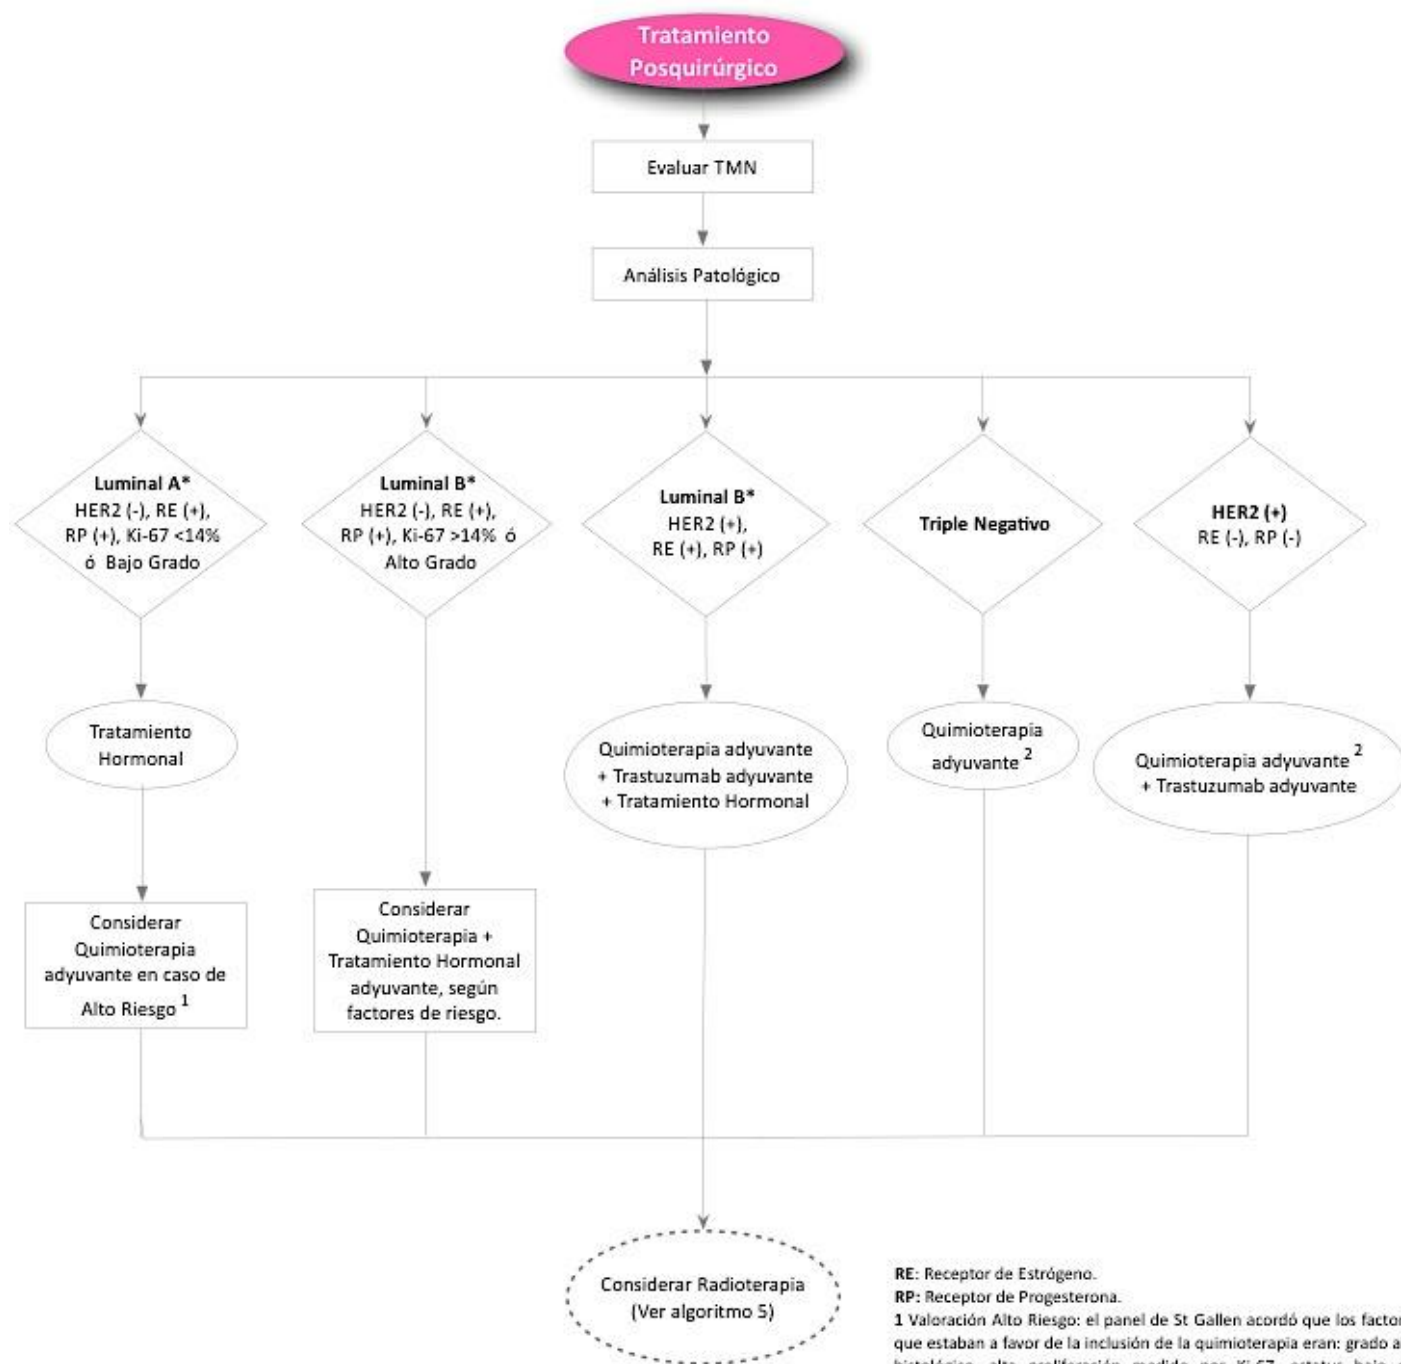 Tratamiento
Posquirúrgico
Evaluar TMN
Análisis Patológico
Luminal A*
HER2 (-), RE (+),
RP (+), Ki-67 <14%
ó Bajo Grado
Luminal B*
HER2 (-), RE (+),
RP (+), Ki-67 >14% ó
Alto Grado
Luminal B*
HER2 (+),
RE (+), RP (+)
Triple Negativo
HER2 (+)
RE (-), RP (-)
Tratamiento
Hormonal
Quimioterapia adyuvante
+ Trastuzumab adyuvante
+ Tratamiento Hormonal
Quimioterapia
adyuvante 2
Quimioterapia adyuvante 2
+ Trastuzumab adyuvante
Considerar
Quimioterapia
adyuvante en caso de
Alto Riesgo 1
Considerar
Quimioterapia +
Tratamiento Hormonal
adyuvante, según
factores de riesgo.
Considerar Radioterapia
(Ver algoritmo 5)
RE: Receptor de Estrógeno.
RP: Receptor de Progesterona.
1 Valoración Alto Riesgo: el panel de St Gallen acordó que los factor
que estaban a favor de la inclusión de la quimioterapia eran: grado a